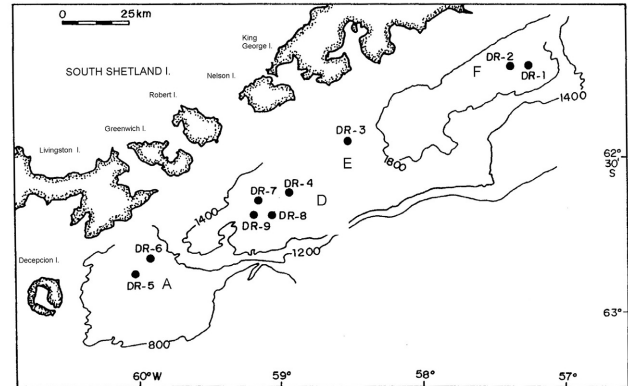 0 25km
King
George I.
SOUTH SHETLAND I.
Nelson I.
Robert I.
Greenwich I.
Livingston I.
Decepcion I.
DR-2
DR-1
F
1400
DR-3
1800
E
62°
30'
S
DR-7
DR-4
D
1400
DR-8
DR-9
1200
DR-6
DR-5
A
800
63°
60°W
59°
58°
57°